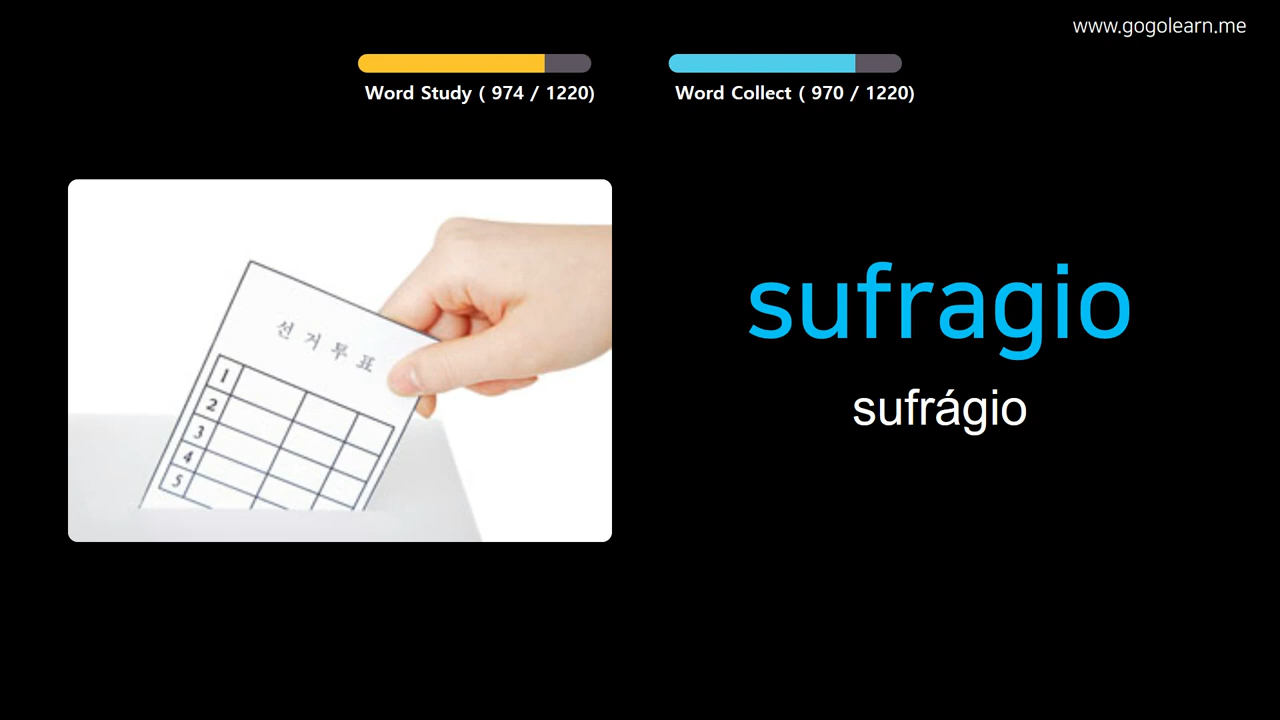 www.gogolearn.me
Word Study ( 974 / 1220)
Word Collect ( 970 / 1220)
선거투표
1
2
3
4
5
sufragio
sufrágio